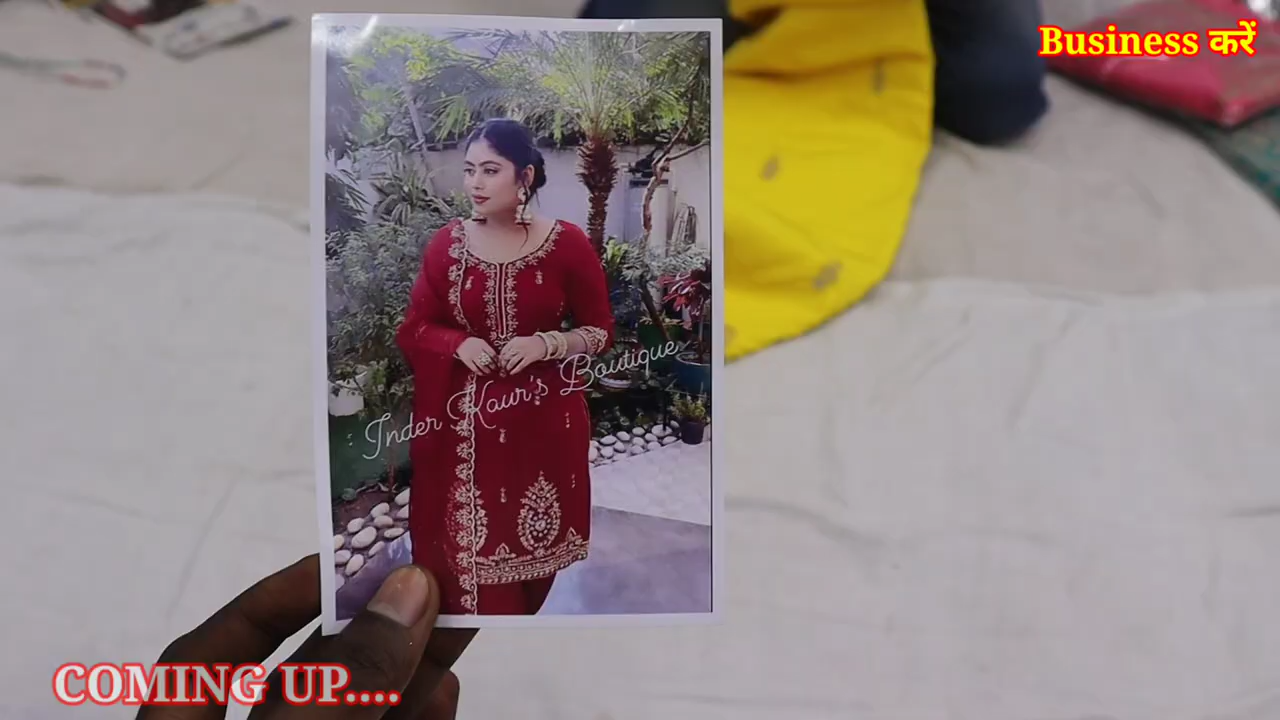 Business करें
Inder Kaur's Boutique
COMING UP....